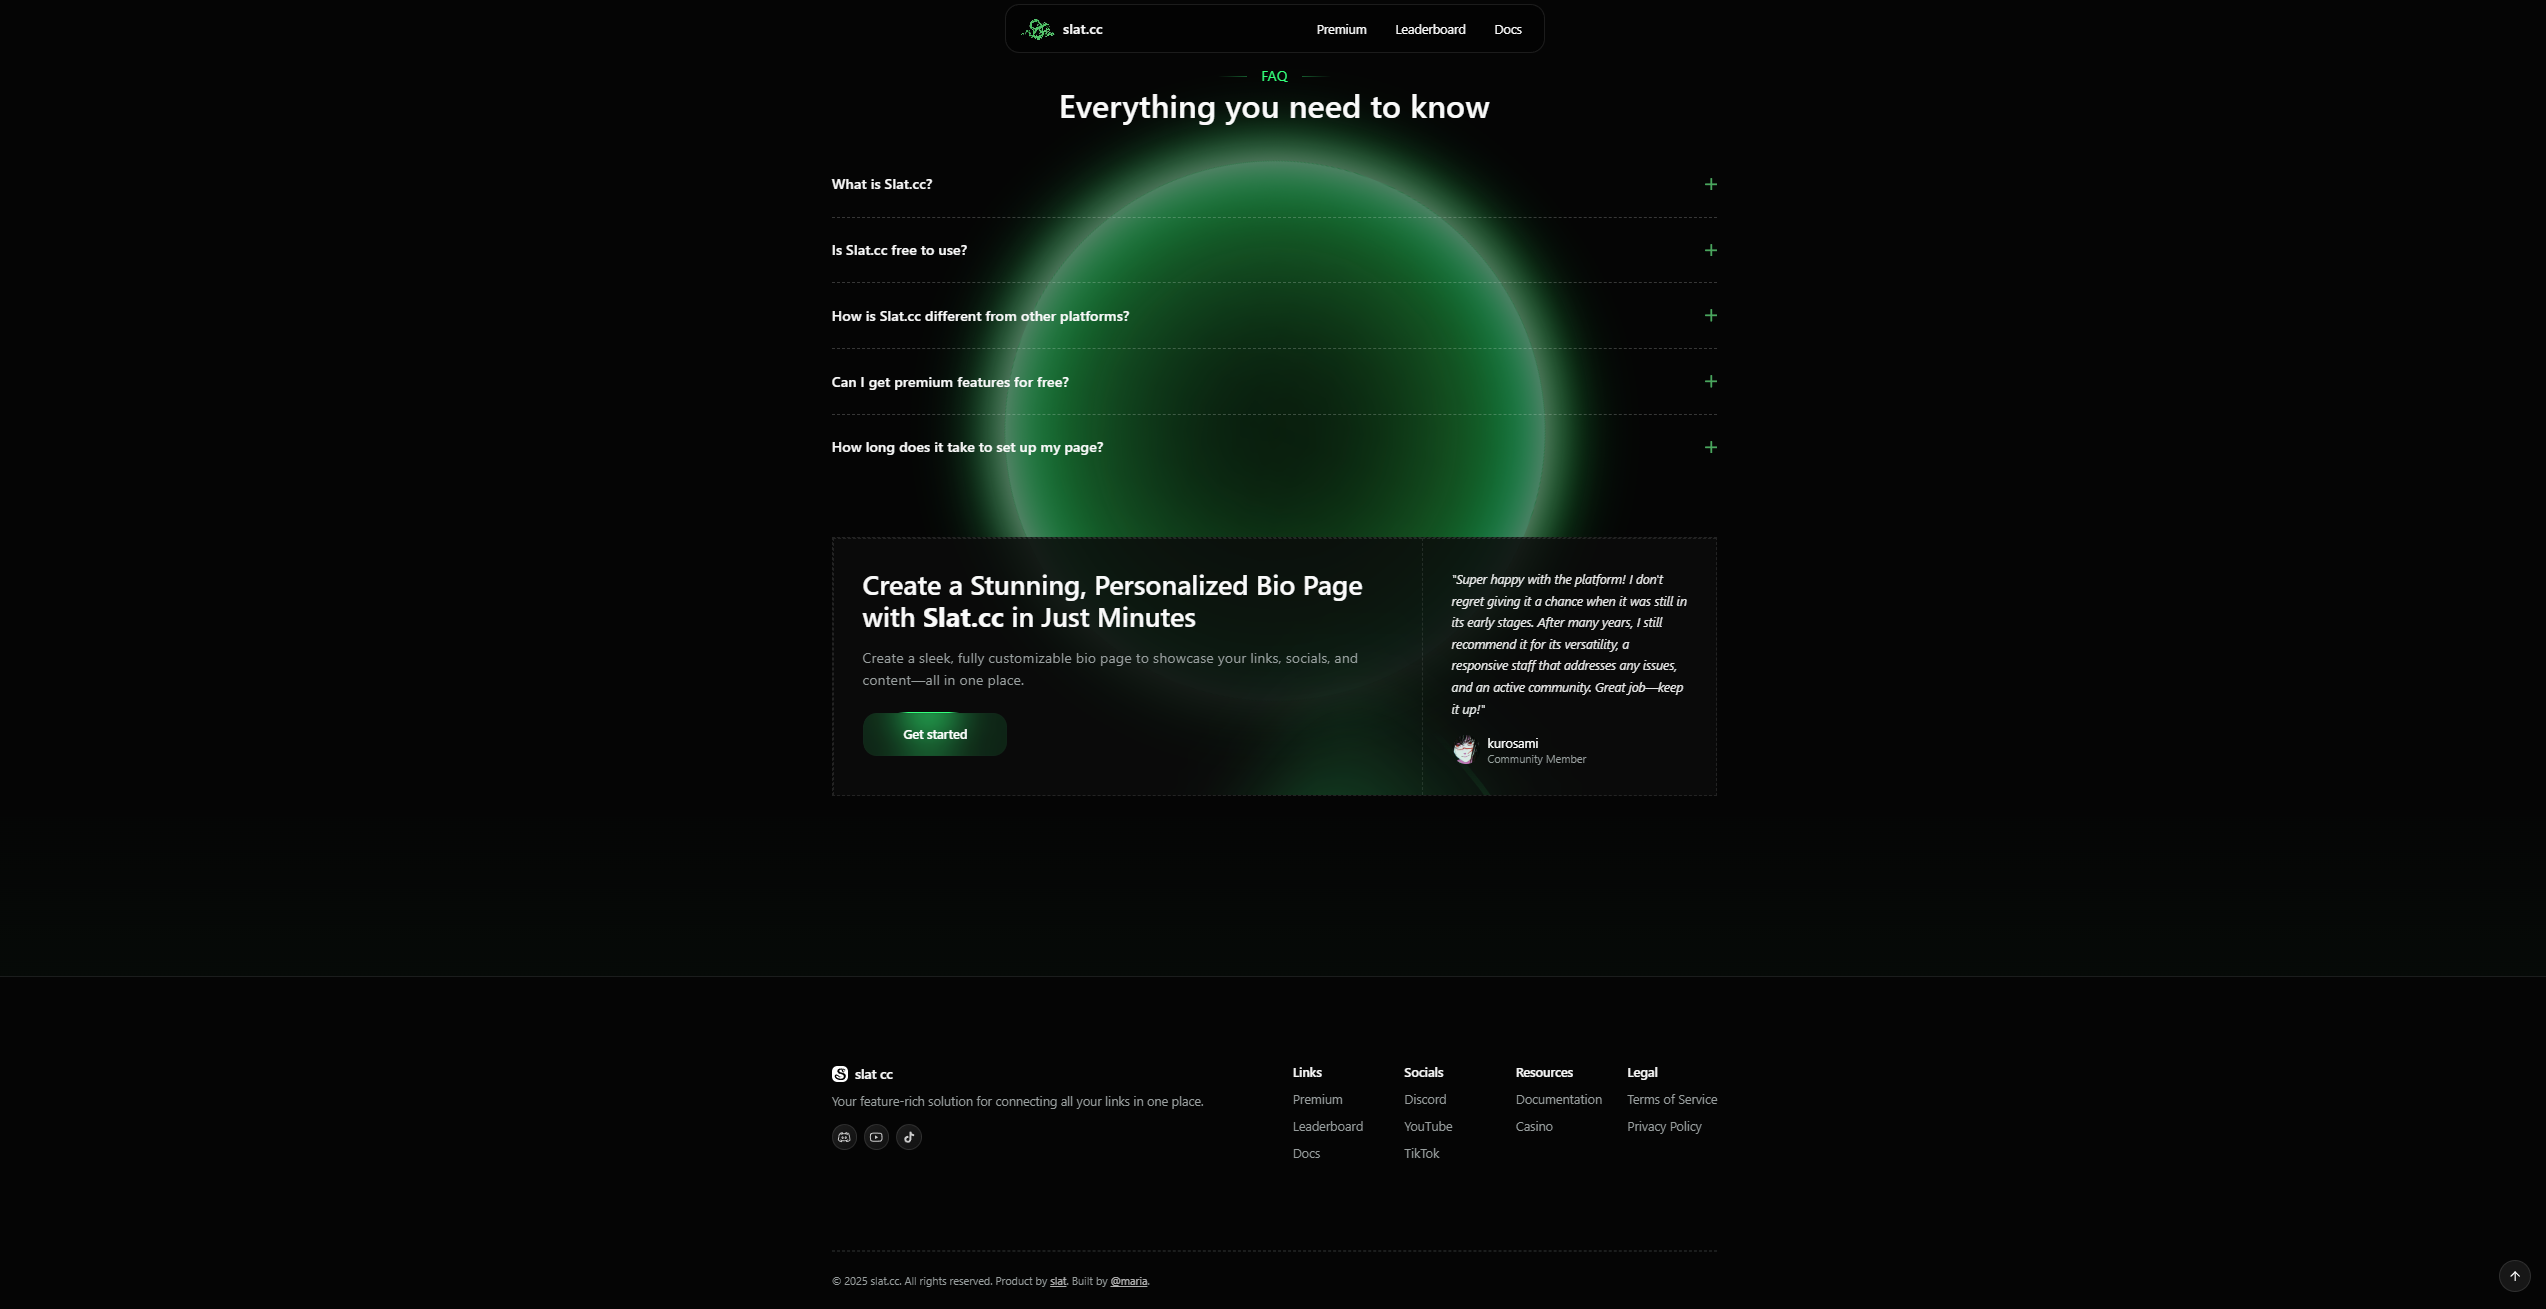 slat.cc
Premium
Leaderboard
Docs
FAQ
Everything you need to know
What is Slat.cc?
Is Slat.cc free to use?
How is Slat.cc different from other platforms?
Can I get premium features for free?
How long does it take to set up my page?
Create a Stunning, Personalized Bio Page
with Slat.cc in Just Minutes
Create a sleek, fully customizable bio page to showcase your links, socials, and
content—all in one place.
Get started
"Super happy with the platform! I don't
regret giving it a chance when it was still in
its early stages. After many years, I still
recommend it for its versatility, a
responsive staff that addresses any issues,
and an active community. Great job—keep
it up!"
kurosami
Community Member
slat cc
Your feature-rich solution for connecting all your links in one place.
Links
Premium
Leaderboard
Docs
Socials
Discord
YouTube
TikTok
Resources
Documentation
Casino
Legal
Terms of Service
Privacy Policy
© 2025 slat.cc. All rights reserved. Product by slat. Built by @maria.